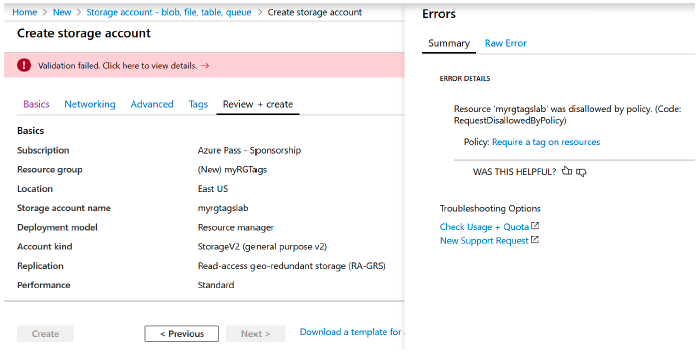 Home > New > Storage account - blob, file, table, queue > Create storage account
Create storage account
Validation failed. Click here to view details. →
Basics Networking Advanced Tags Review + create
Basics
Subscription Azure Pass - Sponsorship
Resource group (New) myRGTags
Location East US
Storage account name myrgtagslab
Deployment model Resource manager
Account kind StorageV2 (general purpose v2)
Replication Read-access geo-redundant storage (RA-GRS)
Performance Standard
Create < Previous Next > Download a template for
Errors
Summary Raw Error
ERROR DETAILS
Resource 'myrgtagslab' was disallowed by policy. (Code:
RequestDisallowedByPolicy)
Policy: Require a tag on resources
WAS THIS HELPFUL?
Troubleshooting Options
Check Usage + Quota
New Support Request